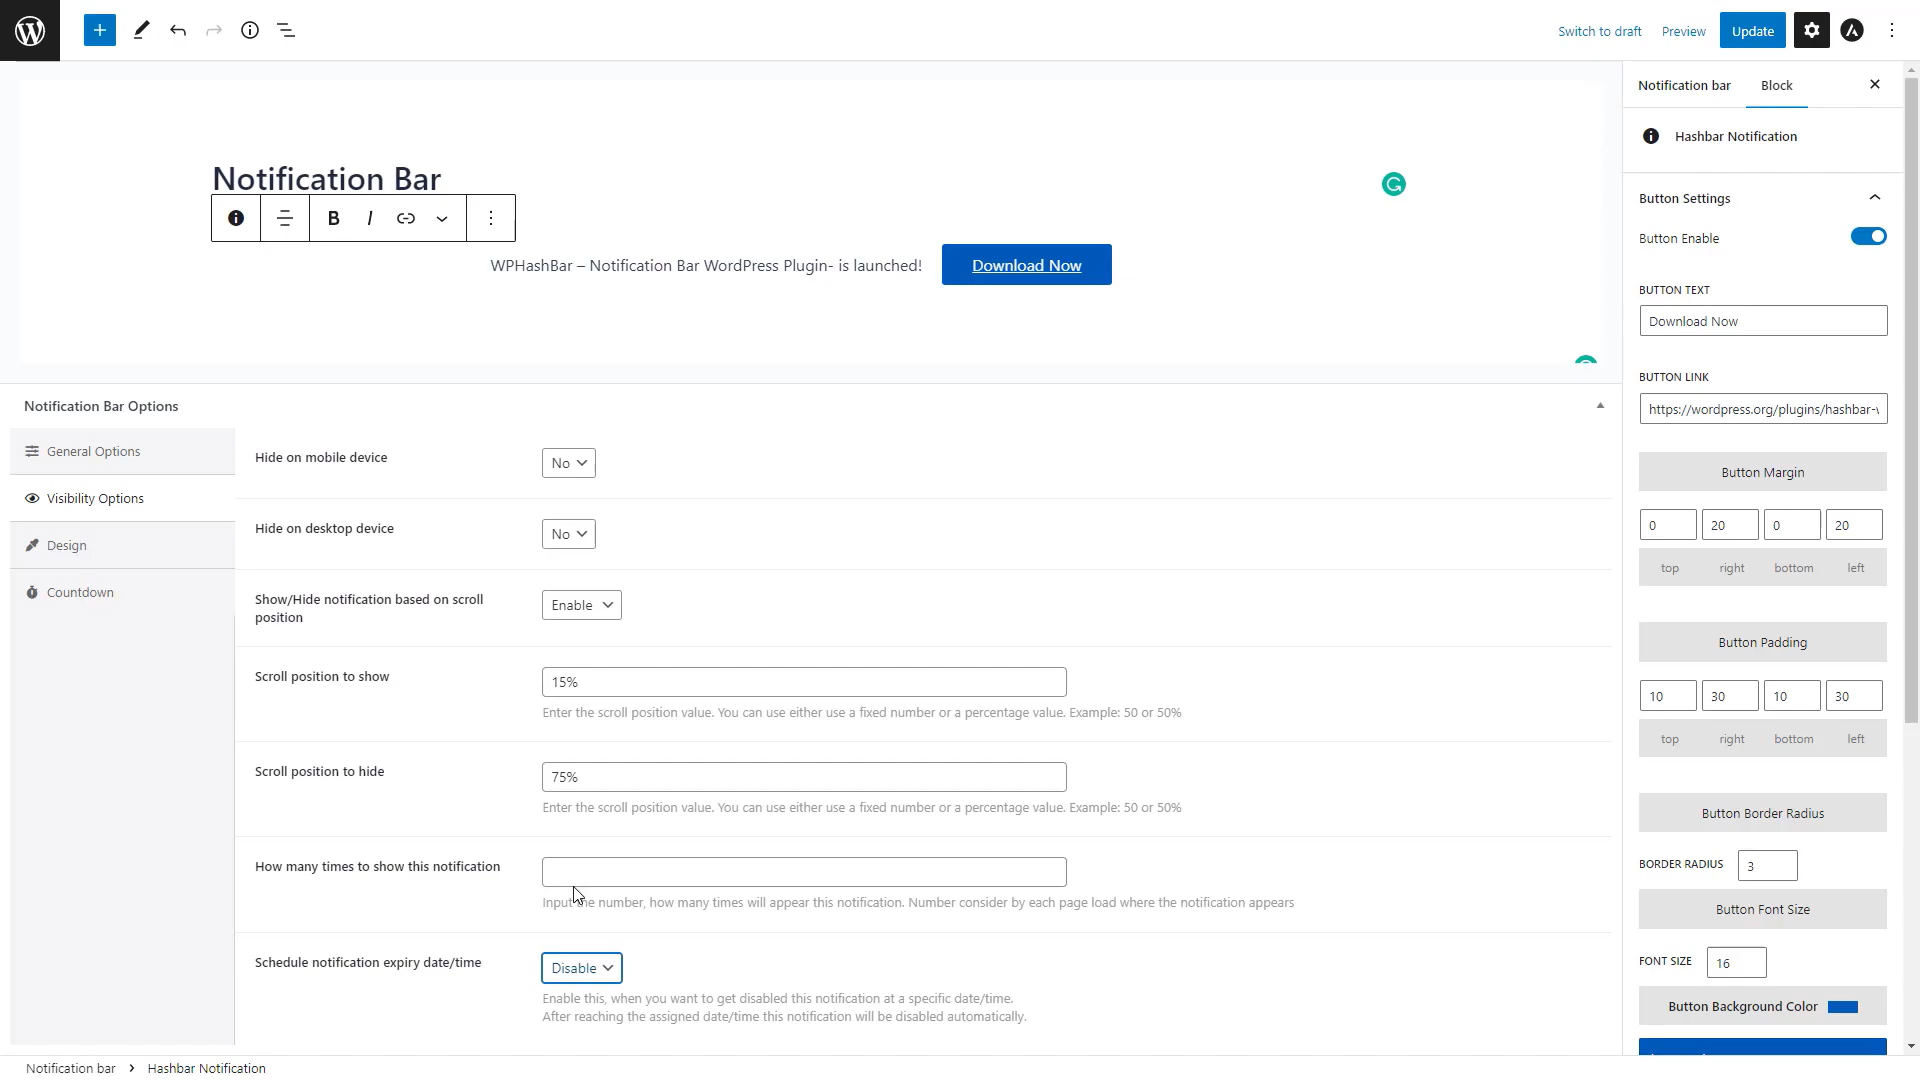 Switch to draft
Preview
Update
Notification bar
Block
Hashbar Notification
Button Settings
Button Enable
BUTTON TEXT
Download Now
BUTTON LINK
https://wordpress.org/plugins/hashbar-
Button Margin
0 20 0 20
top right bottom left
Button Padding
10 30 10 30
top right bottom left
Button Border Radius
BORDER RADIUS 3
Button Font Size
FONT SIZE 16
Button Background Color
Notification Bar
B I
WPHashBar – Notification Bar WordPress Plugin- is launched!
Download Now
Notification Bar Options
General Options
Visibility Options
Design
Countdown
Hide on mobile device
No
Hide on desktop device
No
Show/Hide notification based on scroll
position
Enable
Scroll position to show
15%
Enter the scroll position value. You can use either use a fixed number or a percentage value. Example: 50 or 50%
Scroll position to hide
75%
Enter the scroll position value. You can use either use a fixed number or a percentage value. Example: 50 or 50%
How many times to show this notification
Input the number, how many times will appear this notification. Number consider by each page load where the notification appears
Schedule notification expiry date/time
Disable
Enable this, when you want to get disabled this notification at a specific date/time.
After reaching the assigned date/time this notification will be disabled automatically.
Notification bar › Hashbar Notification